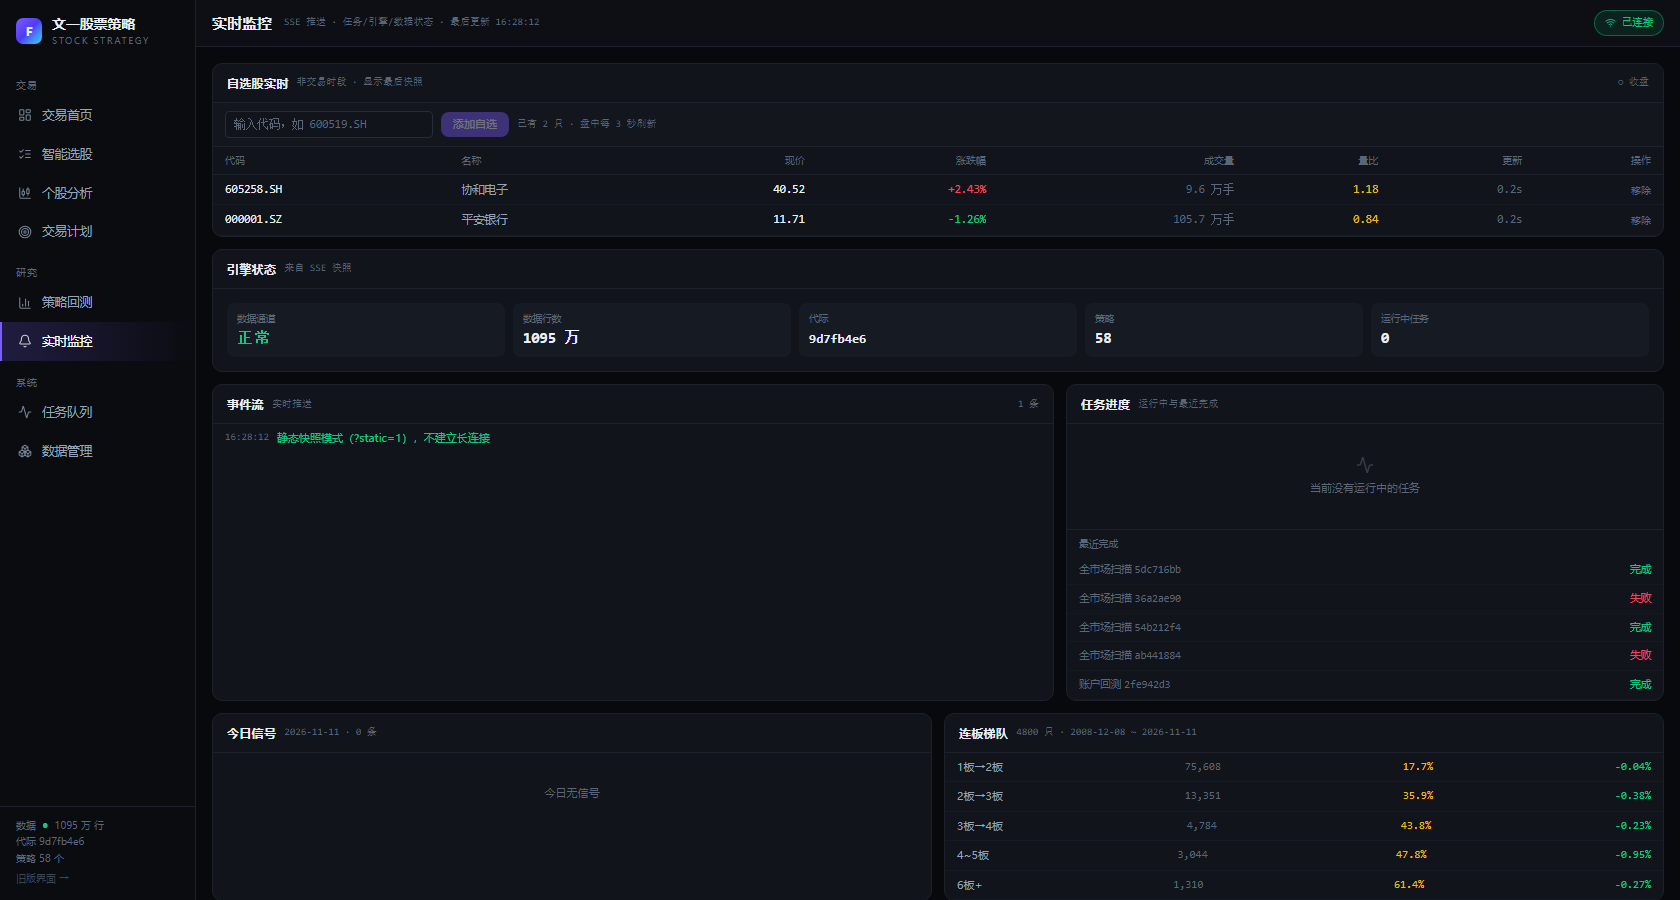 F
文一股票策略
STOCK STRATEGY
交易
交易首页
智能选股
个股分析
交易计划
研究
策略回测
实时监控
系统
任务队列
数据管理
数据 ● 1095 万 行
代际 9d7fb4e6
策略 58 个
旧版界面 →
实时监控 SSE 推送 · 任务/引擎/数据状态 · 最后更新 16:28:12
已连接
自选股实时 非交易时段 · 显示最后快照
○ 收盘
输入代码，如 600519.SH 添加自选 已有 2 只 · 盘中每 3 秒刷新
代码 名称 现价 涨跌幅 成交量 量比 更新 操作
605258.SH 协和电子 40.52 +2.43% 9.6 万手 1.18 0.2s 移除
000001.SZ 平安银行 11.71 -1.26% 105.7 万手 0.84 0.2s 移除
引擎状态 来自 SSE 快照
数据通道
正常
数据行数
1095 万
代际
9d7fb4e6
策略
58
运行中任务
0
事件流 实时推送 1 条
16:28:12 静态快照模式（?static=1），不建立长连接
任务进度 运行中与最近完成
当前没有运行中的任务
最近完成
全市场扫描 5dc716bb 完成
全市场扫描 36a2ae90 失败
全市场扫描 54b212f4 完成
全市场扫描 ab441884 失败
账户回测 2fe942d3 完成
今日信号 2026-11-11 · 0 条
今日无信号
连板梯队 4800 只 · 2008-12-08 ~ 2026-11-11
1板→2板 75,608 17.7% -0.04%
2板→3板 13,351 35.9% -0.38%
3板→4板 4,784 43.8% -0.23%
4~5板 3,044 47.8% -0.95%
6板+ 1,310 61.4% -0.27%